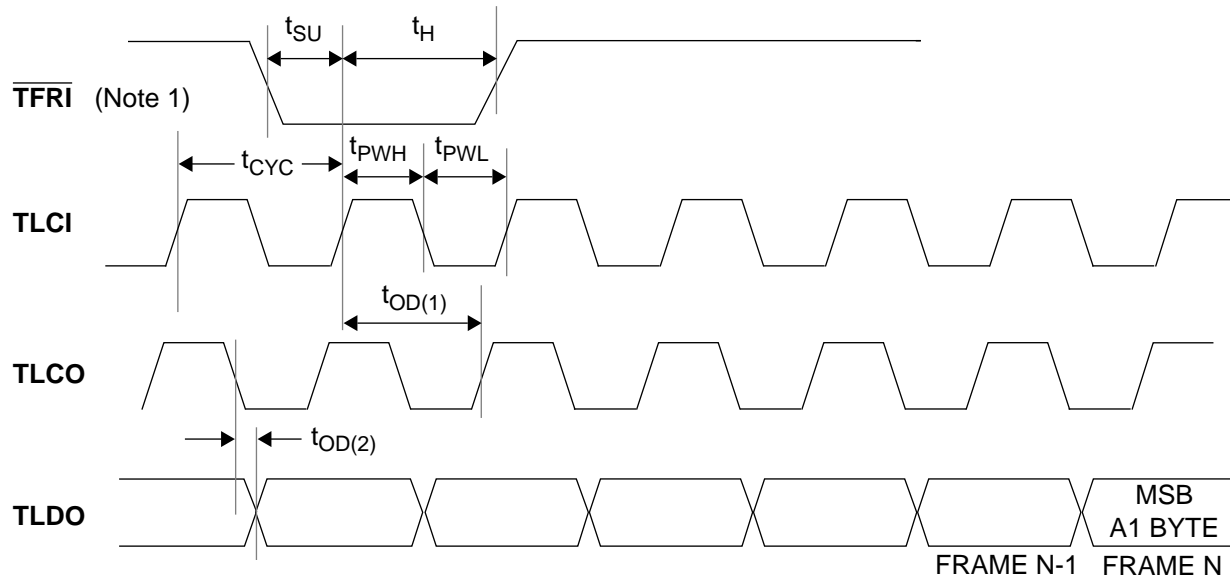 tSU
tH
TFRI (Note 1)
tCYC
tPWH
tPWL
TLCI
tOD(1)
TLCO
tOD(2)
TLDO
MSB
A1 BYTE
FRAME N-1 FRAME N